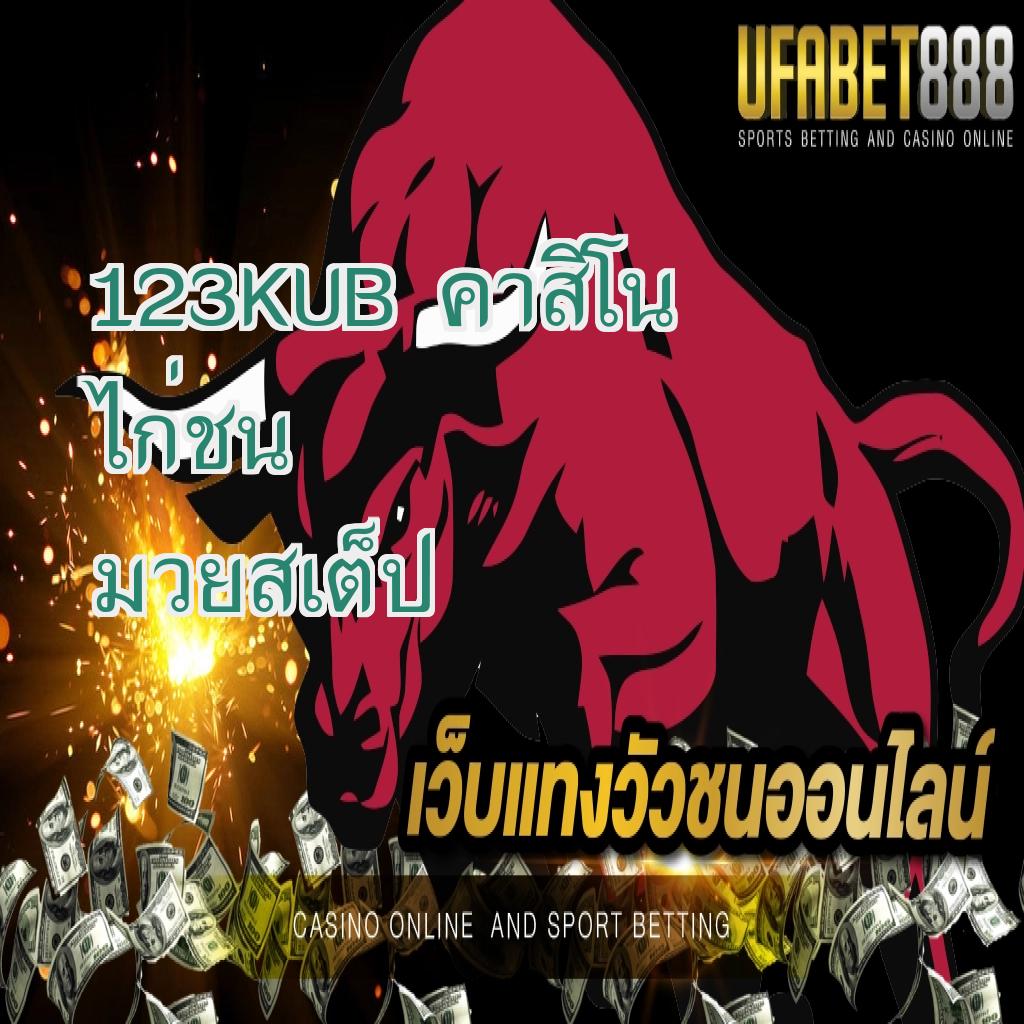 UFABET888
SPORTS BETTING AND CASINO ONLINE
123KUB คาสิโน
ไก่ชน
มวยสเต็ป
เว็บแทงวัวชนออนไลน์
CASINO ONLINE AND SPORT BETTING